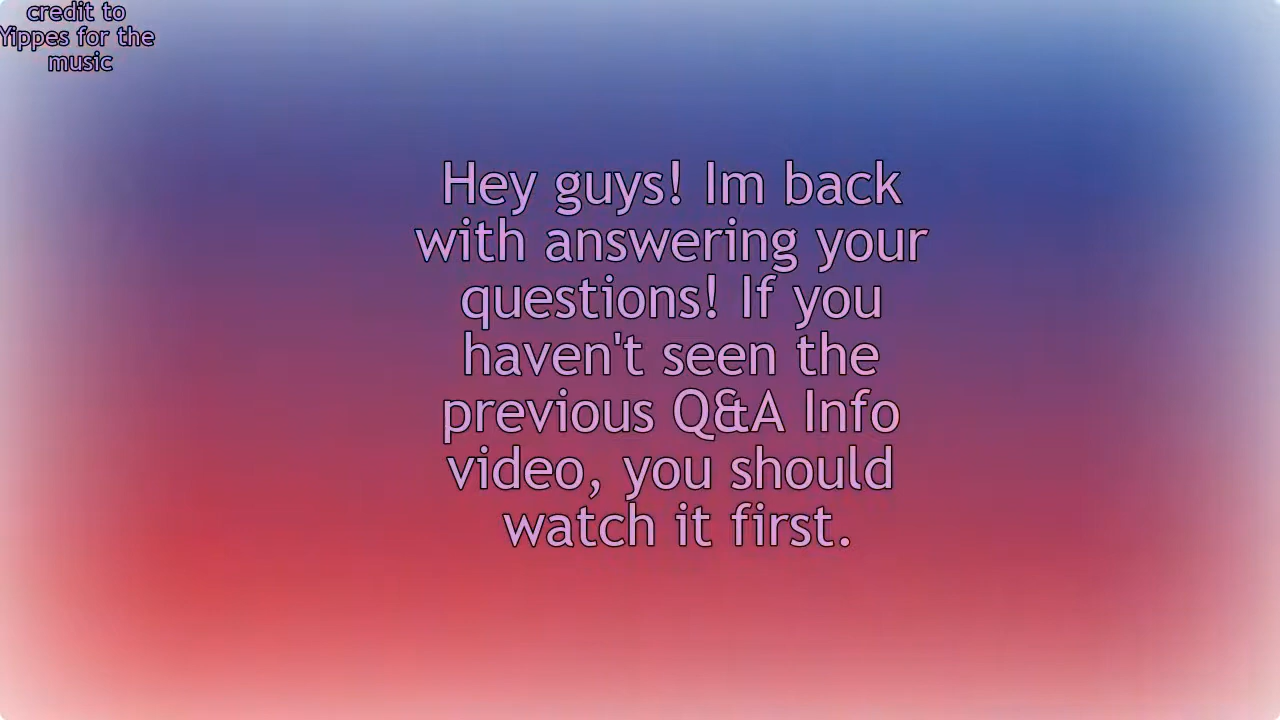 credit to
Yippes for the
music
Hey guys! Im back
with answering your
questions! If you
haven't seen the
previous Q&A Info
video, you should
watch it first.